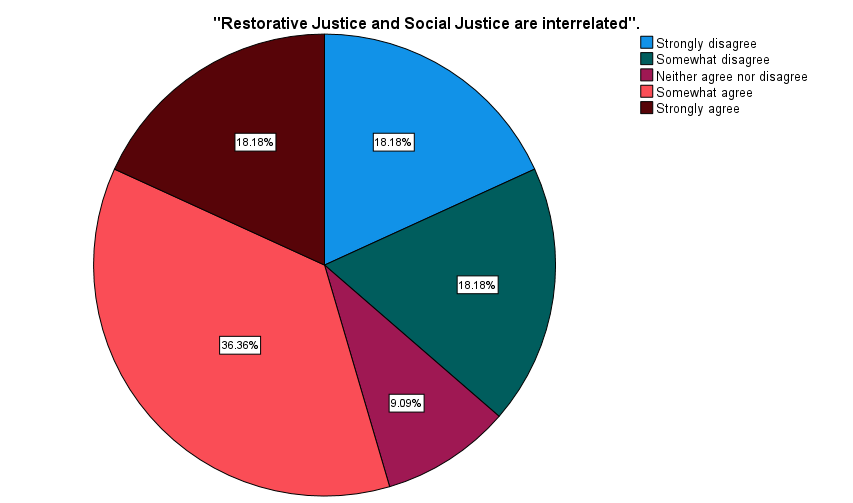 "Restorative Justice and Social Justice are interrelated".
Strongly disagree
Somewhat disagree
Neither agree nor disagree
Somewhat agree
Strongly agree
18.18%
18.18%
18.18%
36.36%
9.09%